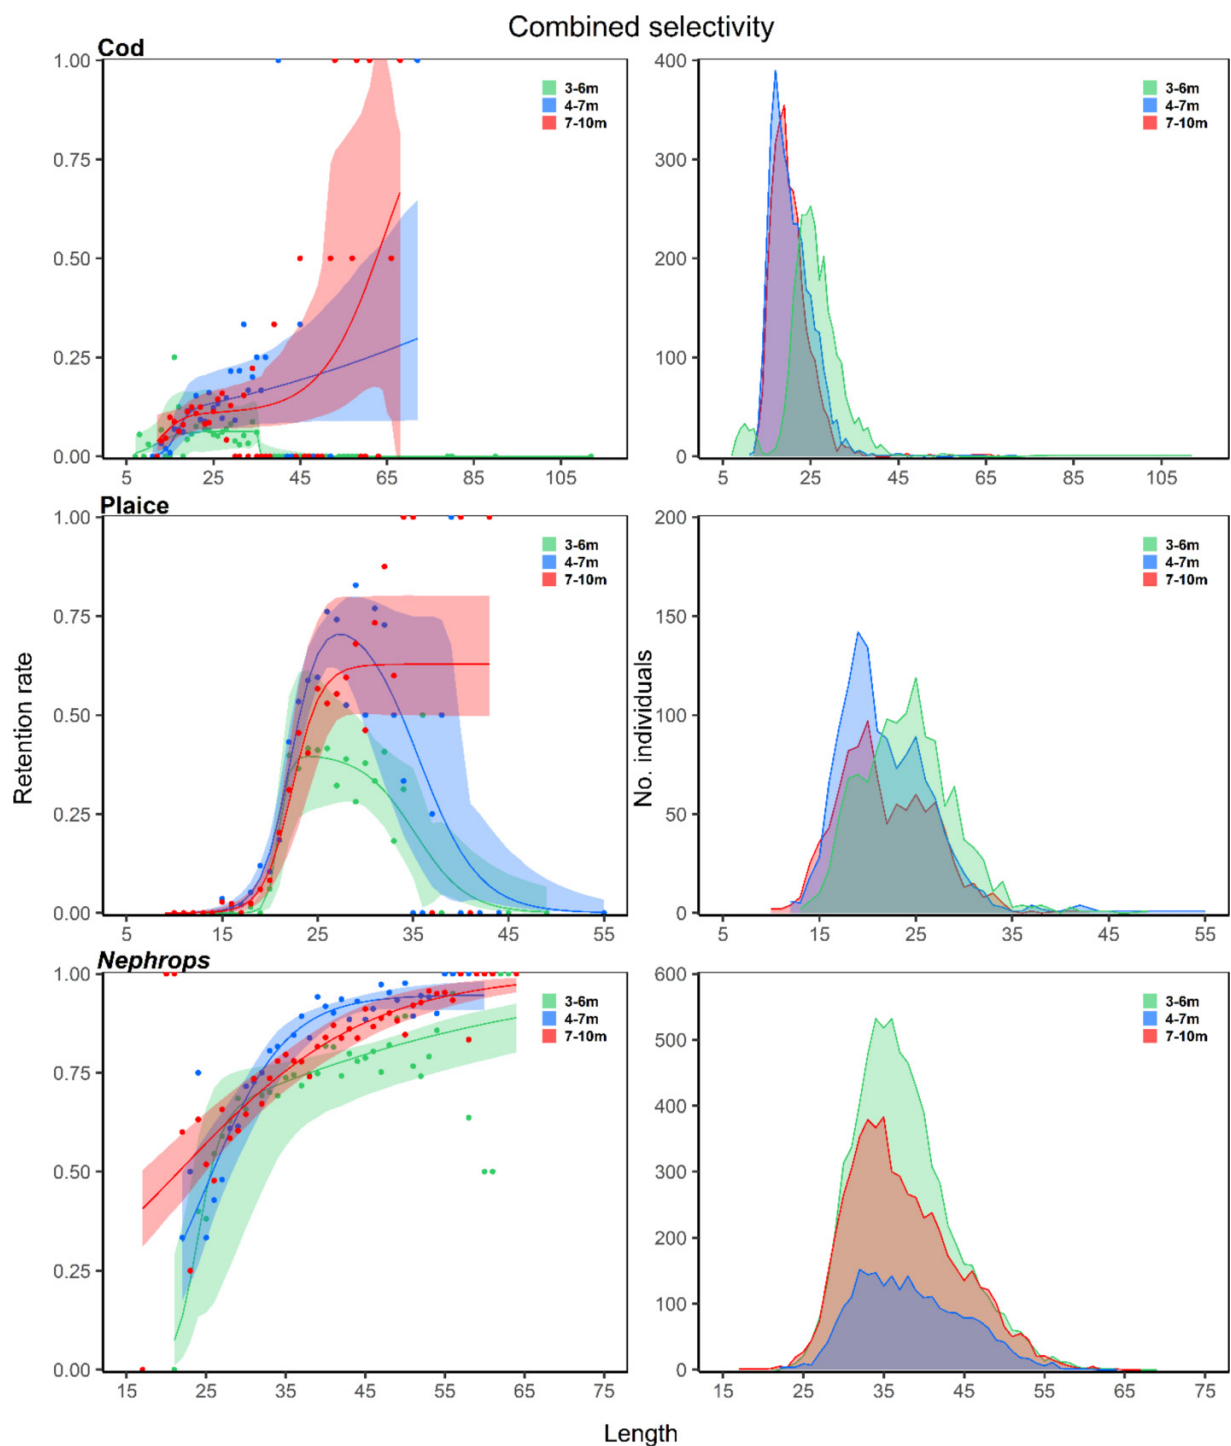 Combined selectivity
Cod
1.00
0.75
0.50
0.25
0.00
5 25 45 65 85 105
3-6m
4-7m
7-10m
400
300
200
100
0
5 25 45 65 85 105
3-6m
4-7m
7-10m
Plaice
1.00
0.75
0.50
0.25
0.00
5 15 25 35 45 55
3-6m
4-7m
7-10m
Retention rate
200
150
100
50
0
5 15 25 35 45 55
3-6m
4-7m
7-10m
No. individuals
Nephrops
1.00
0.75
0.50
0.25
0.00
15 25 35 45 55 65 75
3-6m
4-7m
7-10m
600
500
400
300
200
100
0
15 25 35 45 55 65 75
3-6m
4-7m
7-10m
Length